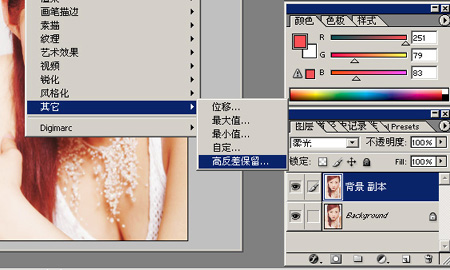 画笔描边
素描
纹理
艺术效果
视频
锐化
风格化
其它
Digimarc
位移...
最大值...
最小值...
自定...
高反差保留...
颜色 色板 样式
R 251
G 79
B 83
图层 记录 Presets
柔光 不透明度: 100%
锁定: Fill: 100%
背景 副本
Background